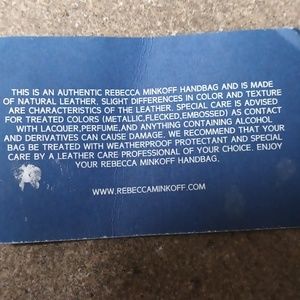 THIS IS AN AUTHENTIC REBECCA MINKOFF HANDBAG AND IS MADE
OF NATURAL LEATHER. SLIGHT DIFFERENCES IN COLOR AND TEXTURE
ARE CHARACTERISTICS OF THE LEATHER. SPECIAL CARE IS ADVISED
FOR TREATED COLORS (METALLIC,FLECKED,EMBOSSED) AS CONTACT
WITH LACQUER,PERFUME,AND ANYTHING CONTAINING ALCOHOL
AND DERIVATIVES CAN CAUSE DAMAGE. WE RECOMMEND THAT YOUR
BAG BE TREATED WITH WEATHERPROOF PROTECTANT AND SPECIAL
CARE BY A LEATHER CARE PROFESSIONAL OF YOUR CHOICE. ENJOY
YOUR REBECCA MINKOFF HANDBAG.
WWW.REBECCAMINKOFF.COM